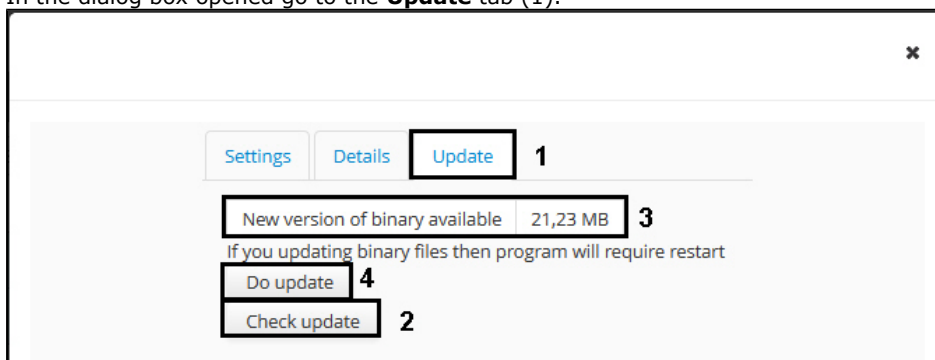 In the dialog box opened go to the Update tab (1).
×
Settings Details Update 1
New version of binary available 21,23 MB 3
If you updating binary files then program will require restart
Do update 4
Check update 2